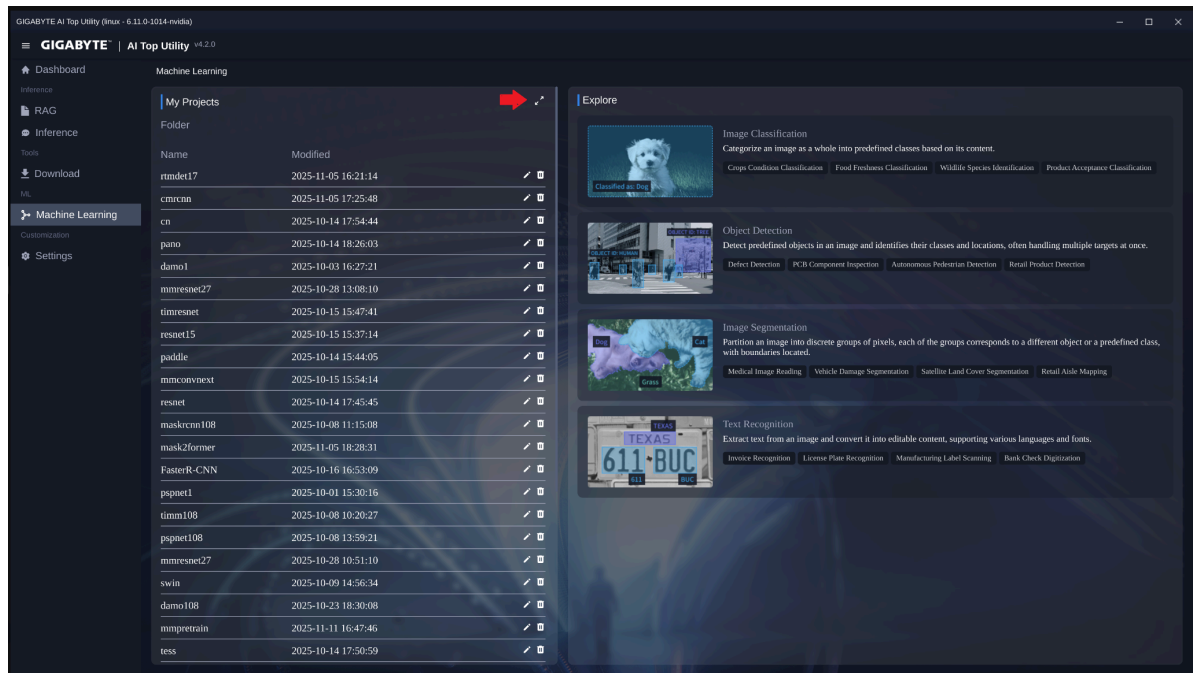 GIGABYTE AI Top Utility (linux - 6.11.0-1014-nvidia)
GIGABYTE™ | AI Top Utility v4.2.0
Dashboard
Inference
RAG
Inference
Tools
Download
ML
Machine Learning
Customization
Settings
Machine Learning
My Projects
Folder
Name Modified
rtmdet17 2025-11-05 16:21:14
cmrcnn 2025-11-05 17:25:48
cn 2025-10-14 17:54:44
pano 2025-10-14 18:26:03
damo1 2025-10-03 16:27:21
mmresnet27 2025-10-28 13:08:10
timresnet 2025-10-15 15:47:41
resnet15 2025-10-15 15:37:14
paddle 2025-10-14 15:44:05
mmconvnext 2025-10-15 15:54:14
resnet 2025-10-14 17:45:45
maskrcnn108 2025-10-08 11:15:08
mask2former 2025-11-05 18:28:31
FasterR-CNN 2025-10-16 16:53:09
pspnet1 2025-10-01 15:30:16
timm108 2025-10-08 10:20:27
pspnet108 2025-10-08 13:59:21
mmresnet27 2025-10-28 10:51:10
swin 2025-10-09 14:56:34
damo108 2025-10-23 18:30:08
mmpretrain 2025-11-11 16:47:46
tess 2025-10-14 17:50:59
Explore
Classified as: Dog
Image Classification
Categorize an image as a whole into predefined classes based on its content.
Crops Condition Classification Food Freshness Classification Wildlife Species Identification Product Acceptance Classification
OBJECT ID: TREE
OBJECT ID: HUMAN
Object Detection
Detect predefined objects in an image and identifies their classes and locations, often handling multiple targets at once.
Defect Detection PCB Component Inspection Autonomous Pedestrian Detection Retail Product Detection
Dog
Cat
Grass
Image Segmentation
Partition an image into discrete groups of pixels, each of the groups corresponds to a different object or a predefined class,
with boundaries located.
Medical Image Reading Vehicle Damage Segmentation Satellite Land Cover Segmentation Retail Aisle Mapping
TEXAS
TEXAS
611 BUC
611 BUC
Text Recognition
Extract text from an image and convert it into editable content, supporting various languages and fonts.
Invoice Recognition License Plate Recognition Manufacturing Label Scanning Bank Check Digitization